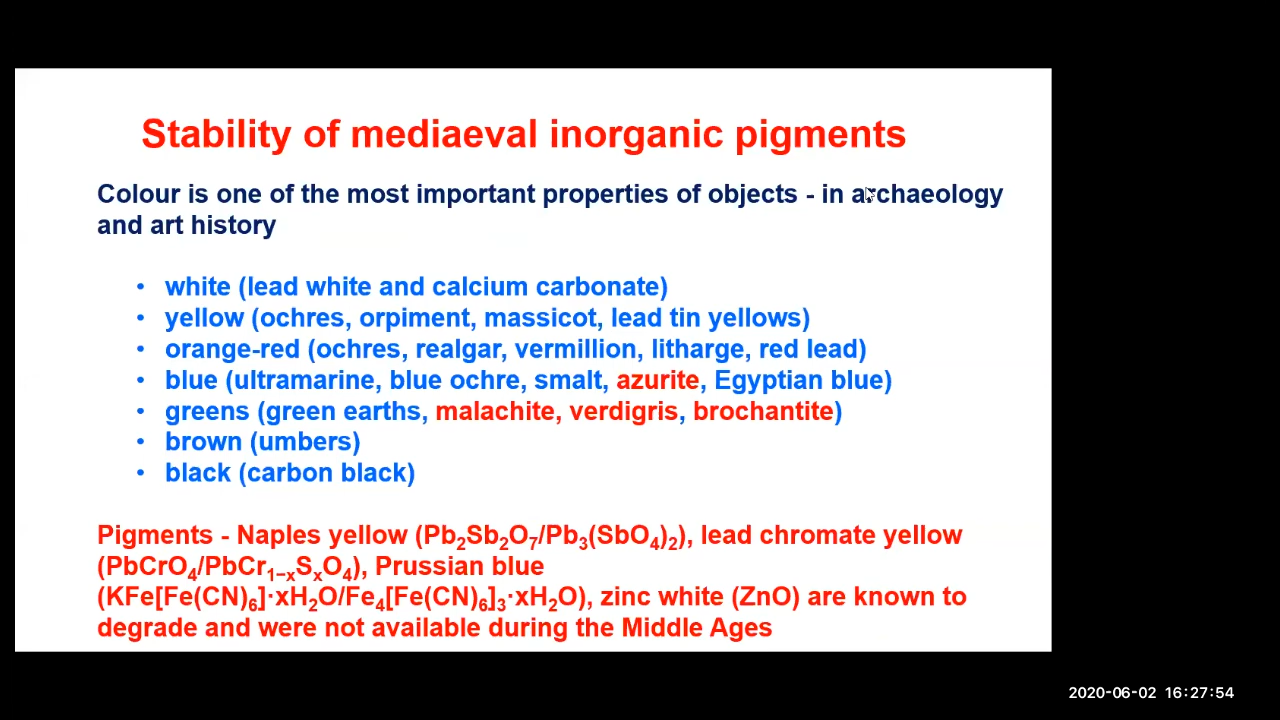 Stability of mediaeval inorganic pigments
Colour is one of the most important properties of objects - in archaeology
and art history
• white (lead white and calcium carbonate)
• yellow (ochres, orpiment, massicot, lead tin yellows)
• orange-red (ochres, realgar, vermillion, litharge, red lead)
• blue (ultramarine, blue ochre, smalt, azurite, Egyptian blue)
• greens (green earths, malachite, verdigris, brochantite)
• brown (umbers)
• black (carbon black)
Pigments - Naples yellow (Pb₂Sb₂O₇/Pb₃(SbO₄)₂), lead chromate yellow
(PbCrO₄/PbCr₁₋ₓSₓO₄), Prussian blue
(KFe[Fe(CN)₆]·xH₂O/Fe₄[Fe(CN)₆]₃·xH₂O), zinc white (ZnO) are known to
degrade and were not available during the Middle Ages
2020-06-02 16:27:54